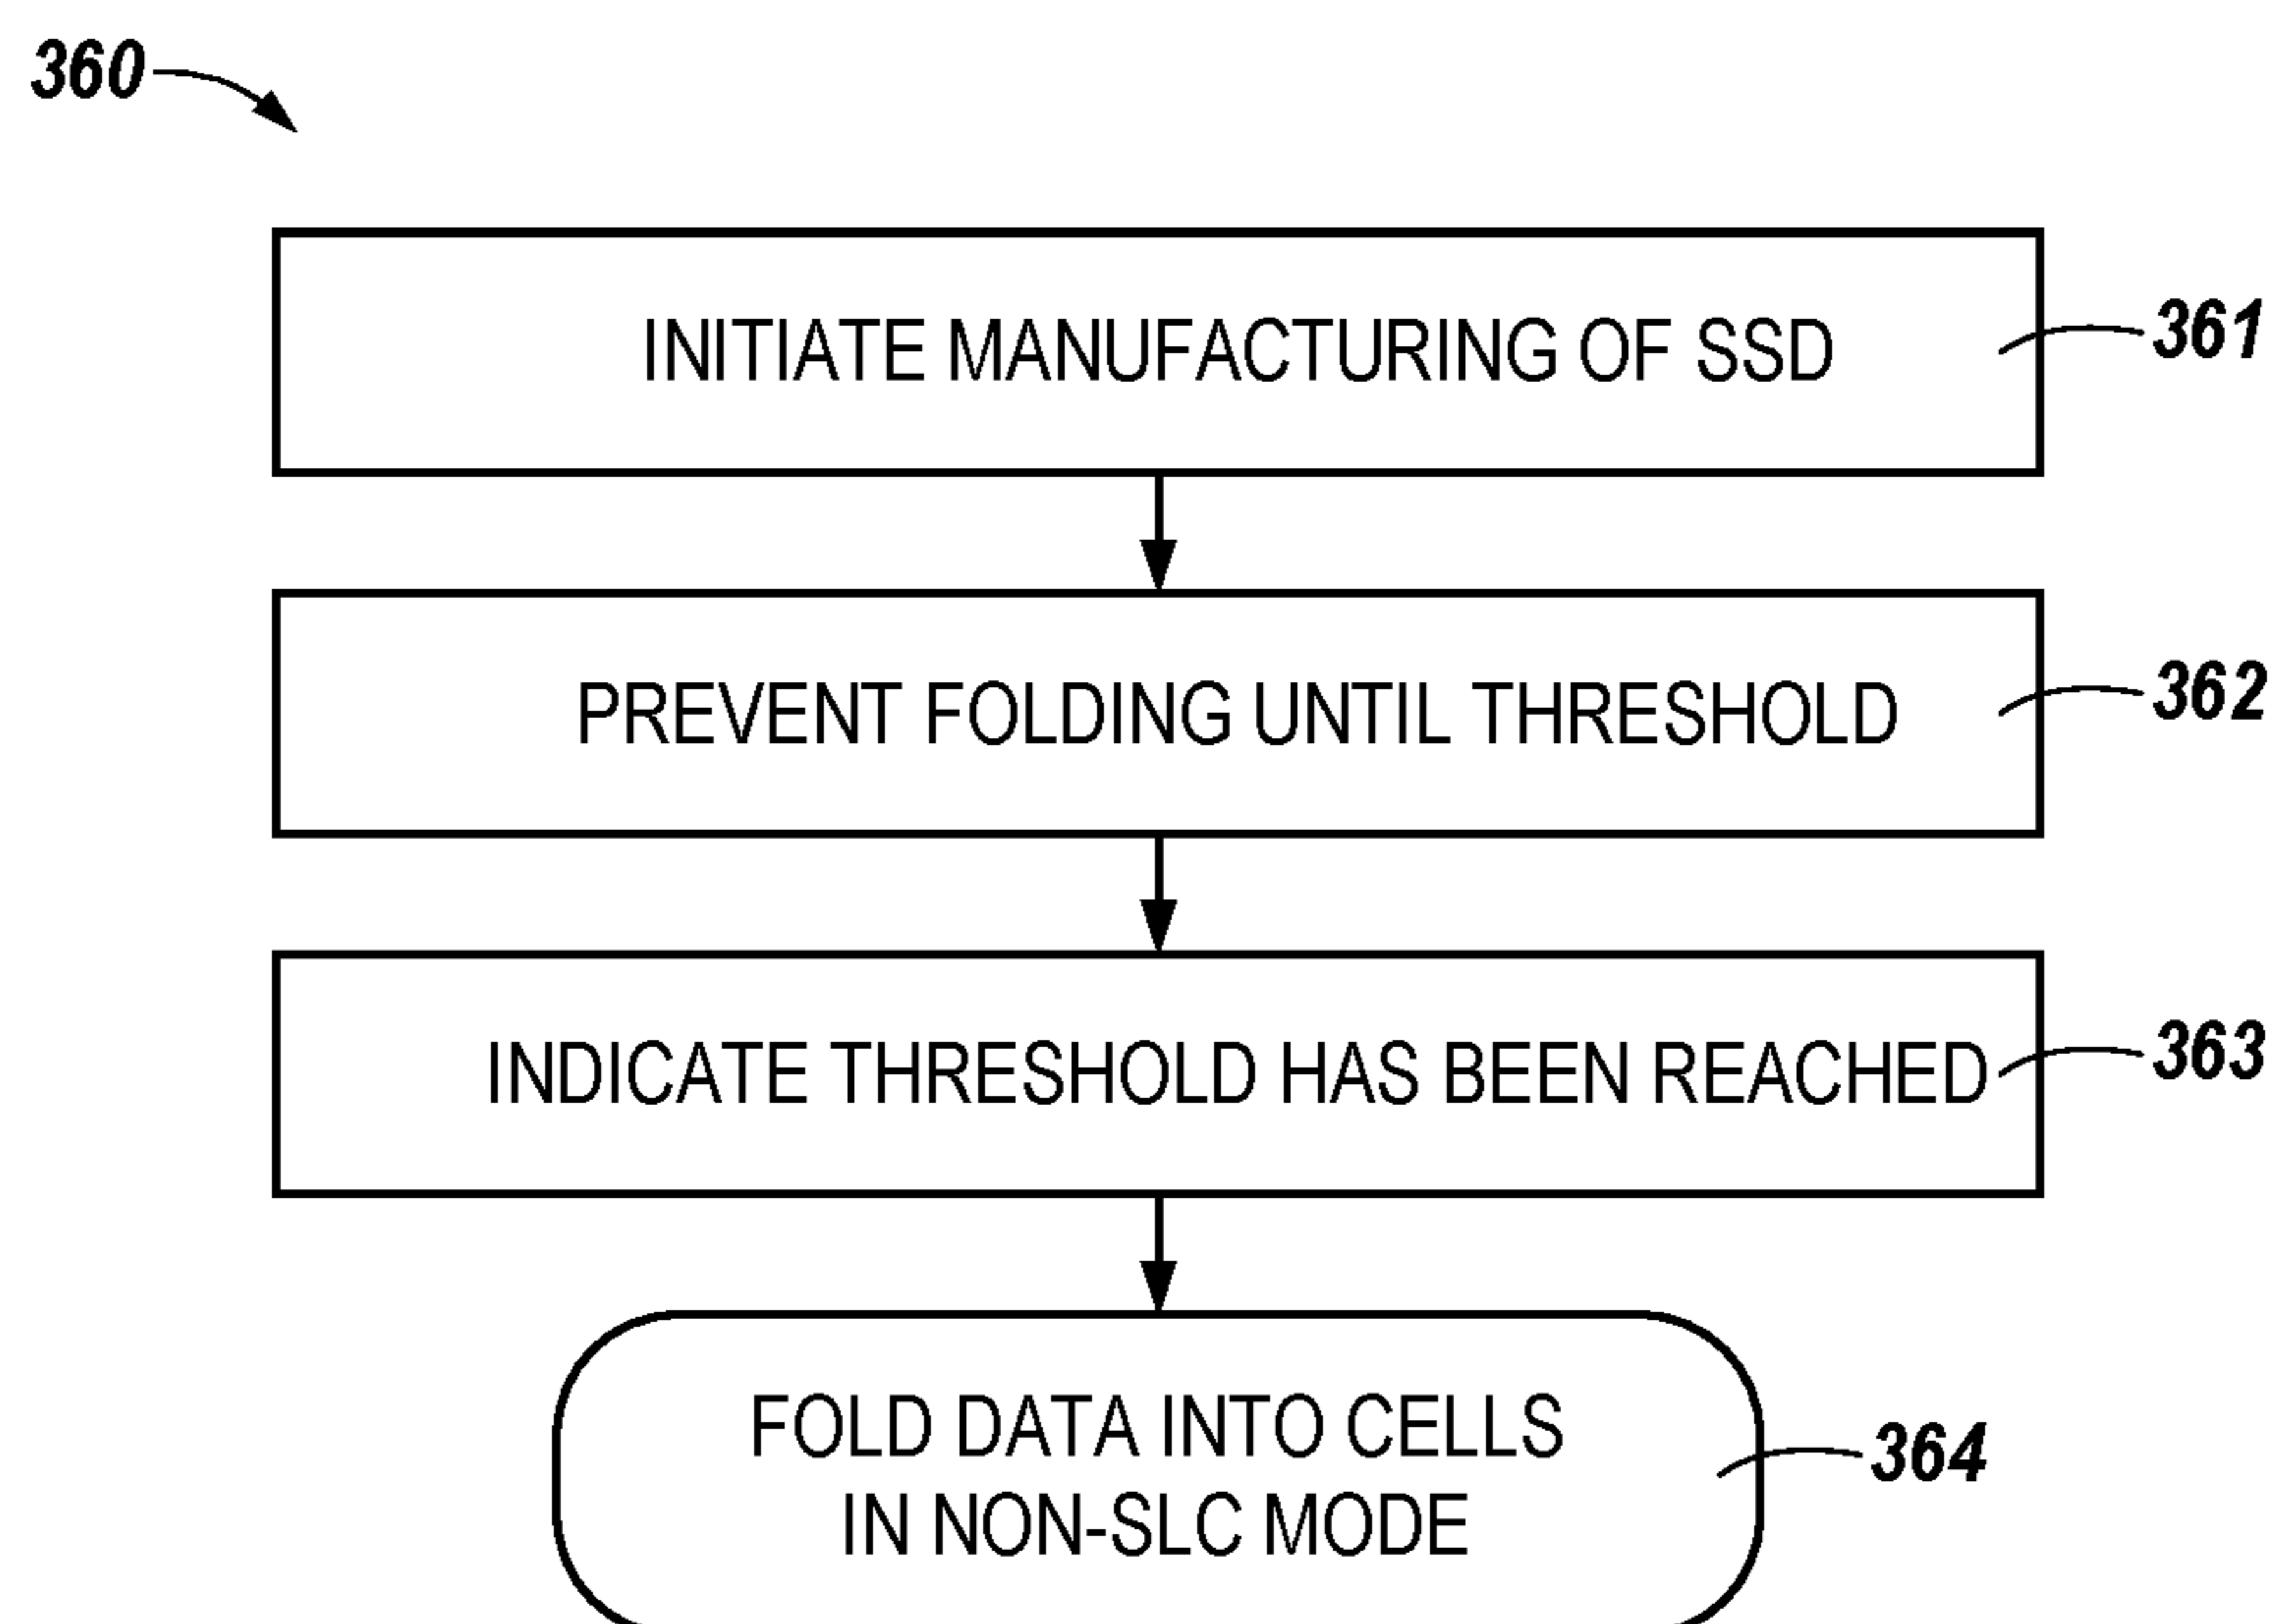 360
INITIATE MANUFACTURING OF SSD
361
PREVENT FOLDING UNTIL THRESHOLD
362
INDICATE THRESHOLD HAS BEEN REACHED
363
FOLD DATA INTO CELLS
IN NON-SLC MODE
364